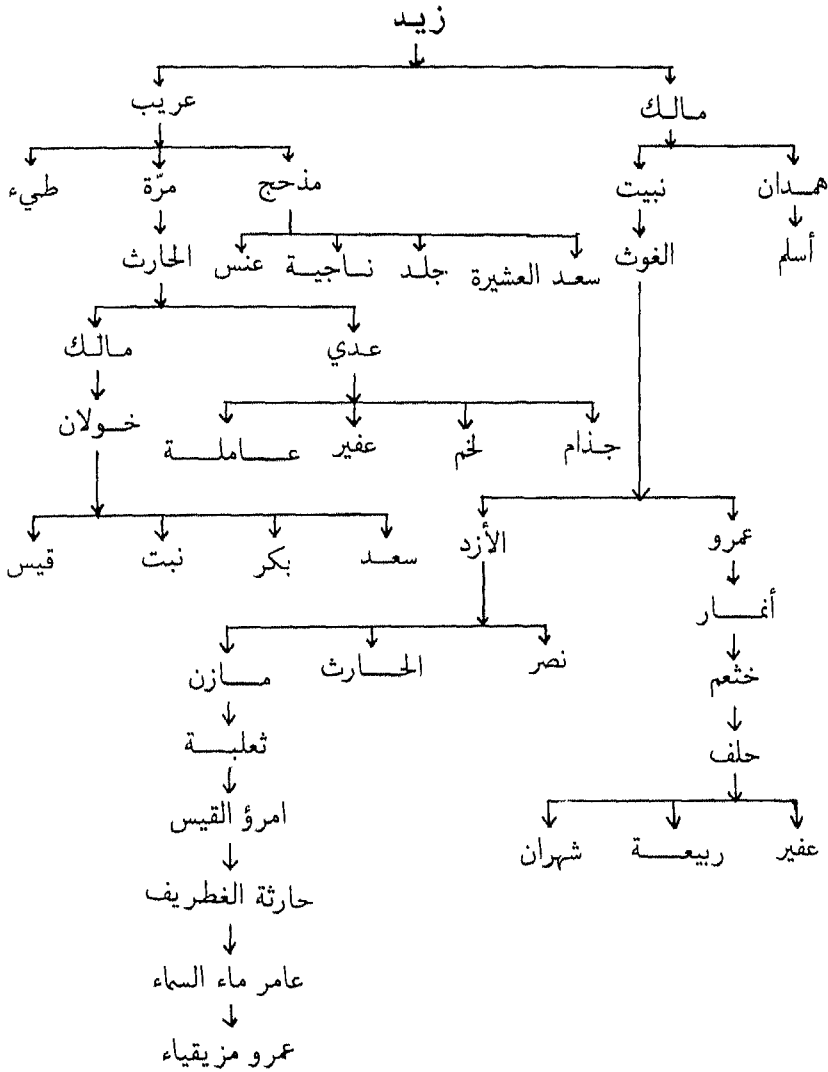 زيد
مالك عريب
همدان نبيت مذحج مرّة طيء
أسلم الغوث سعد العشيرة جلد ناجية عنس الحارث
عدي مالك
جذام لخم عفير عاملة خولان
عمرو الأزد سعد بكر نبت قيس
أنمار
نصر الحارث مازن خثعم
ثعلبة حلف
امرؤ القيس
عفير ربيعة شهران
حارثة الغطريف
عامر ماء السماء
عمرو مزيقياء